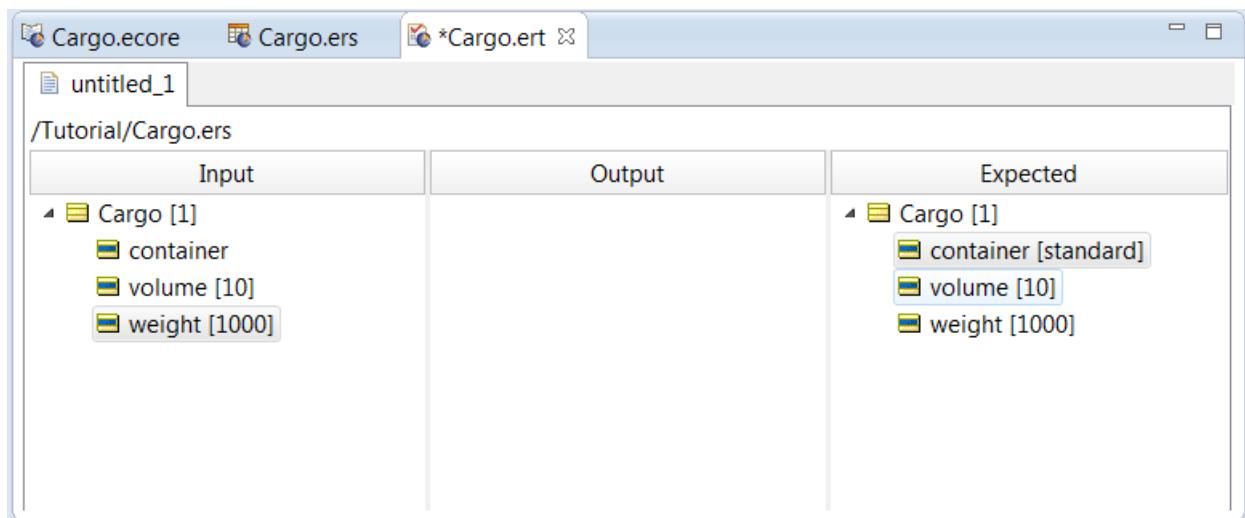 Cargo.ecore Cargo.ers *Cargo.ert
untitled_1
/Tutorial/Cargo.ers
Input Output Expected
Cargo [1] Cargo [1]
container container [standard]
volume [10] volume [10]
weight [1000] weight [1000]